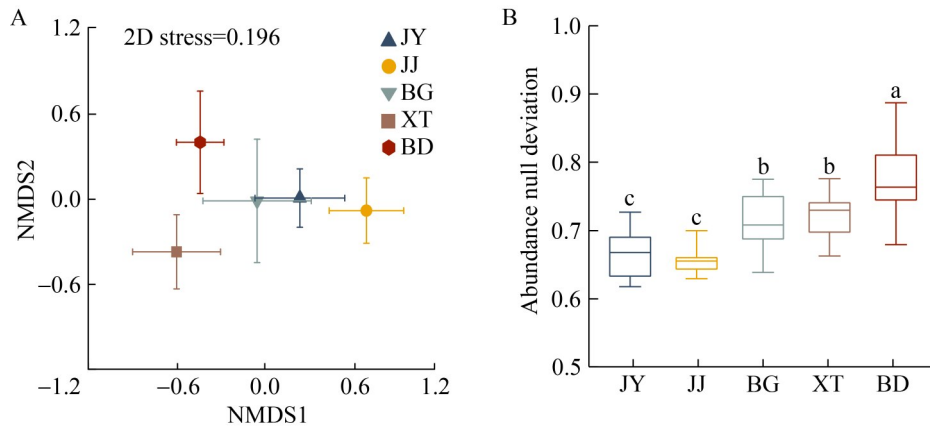 A
2D stress=0.196
JY
JJ
BG
XT
BD
1.2
0.6
0.0
−0.6
−1.2
NMDS2
−0.6
0.0
0.6
1.2
NMDS1
B
1.0
0.9
0.8
0.7
0.6
0.5
Abundance null deviation
c
c
b
b
a
JY
JJ
BG
XT
BD